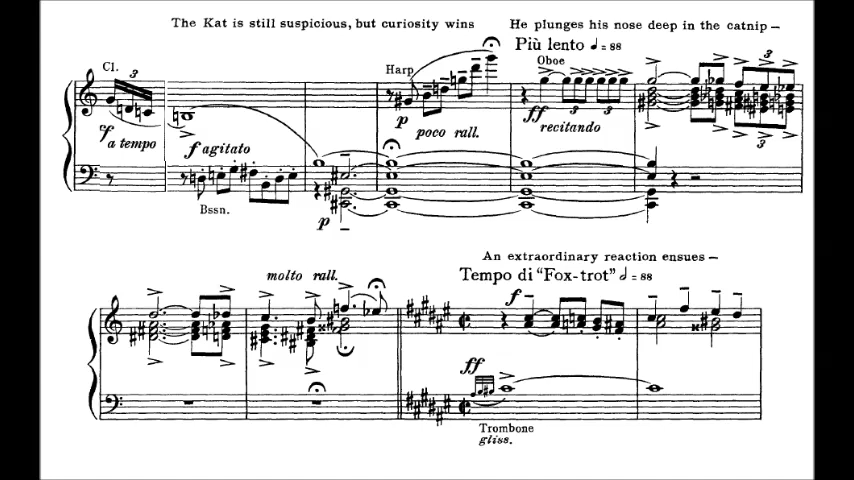 The Kat is still suspicious, but curiosity wins
He plunges his nose deep in the catnip —
Più lento ♩= 88
Cl.
3
Harp
Oboe
f
a tempo
f agitato
p
poco rall.
ff
recitando
3
3
Bssn.
p
An extraordinary reaction ensues —
molto rall.
Tempo di "Fox-trot" 𝅗𝅥 = 88
f
ff
Trombone
gliss.